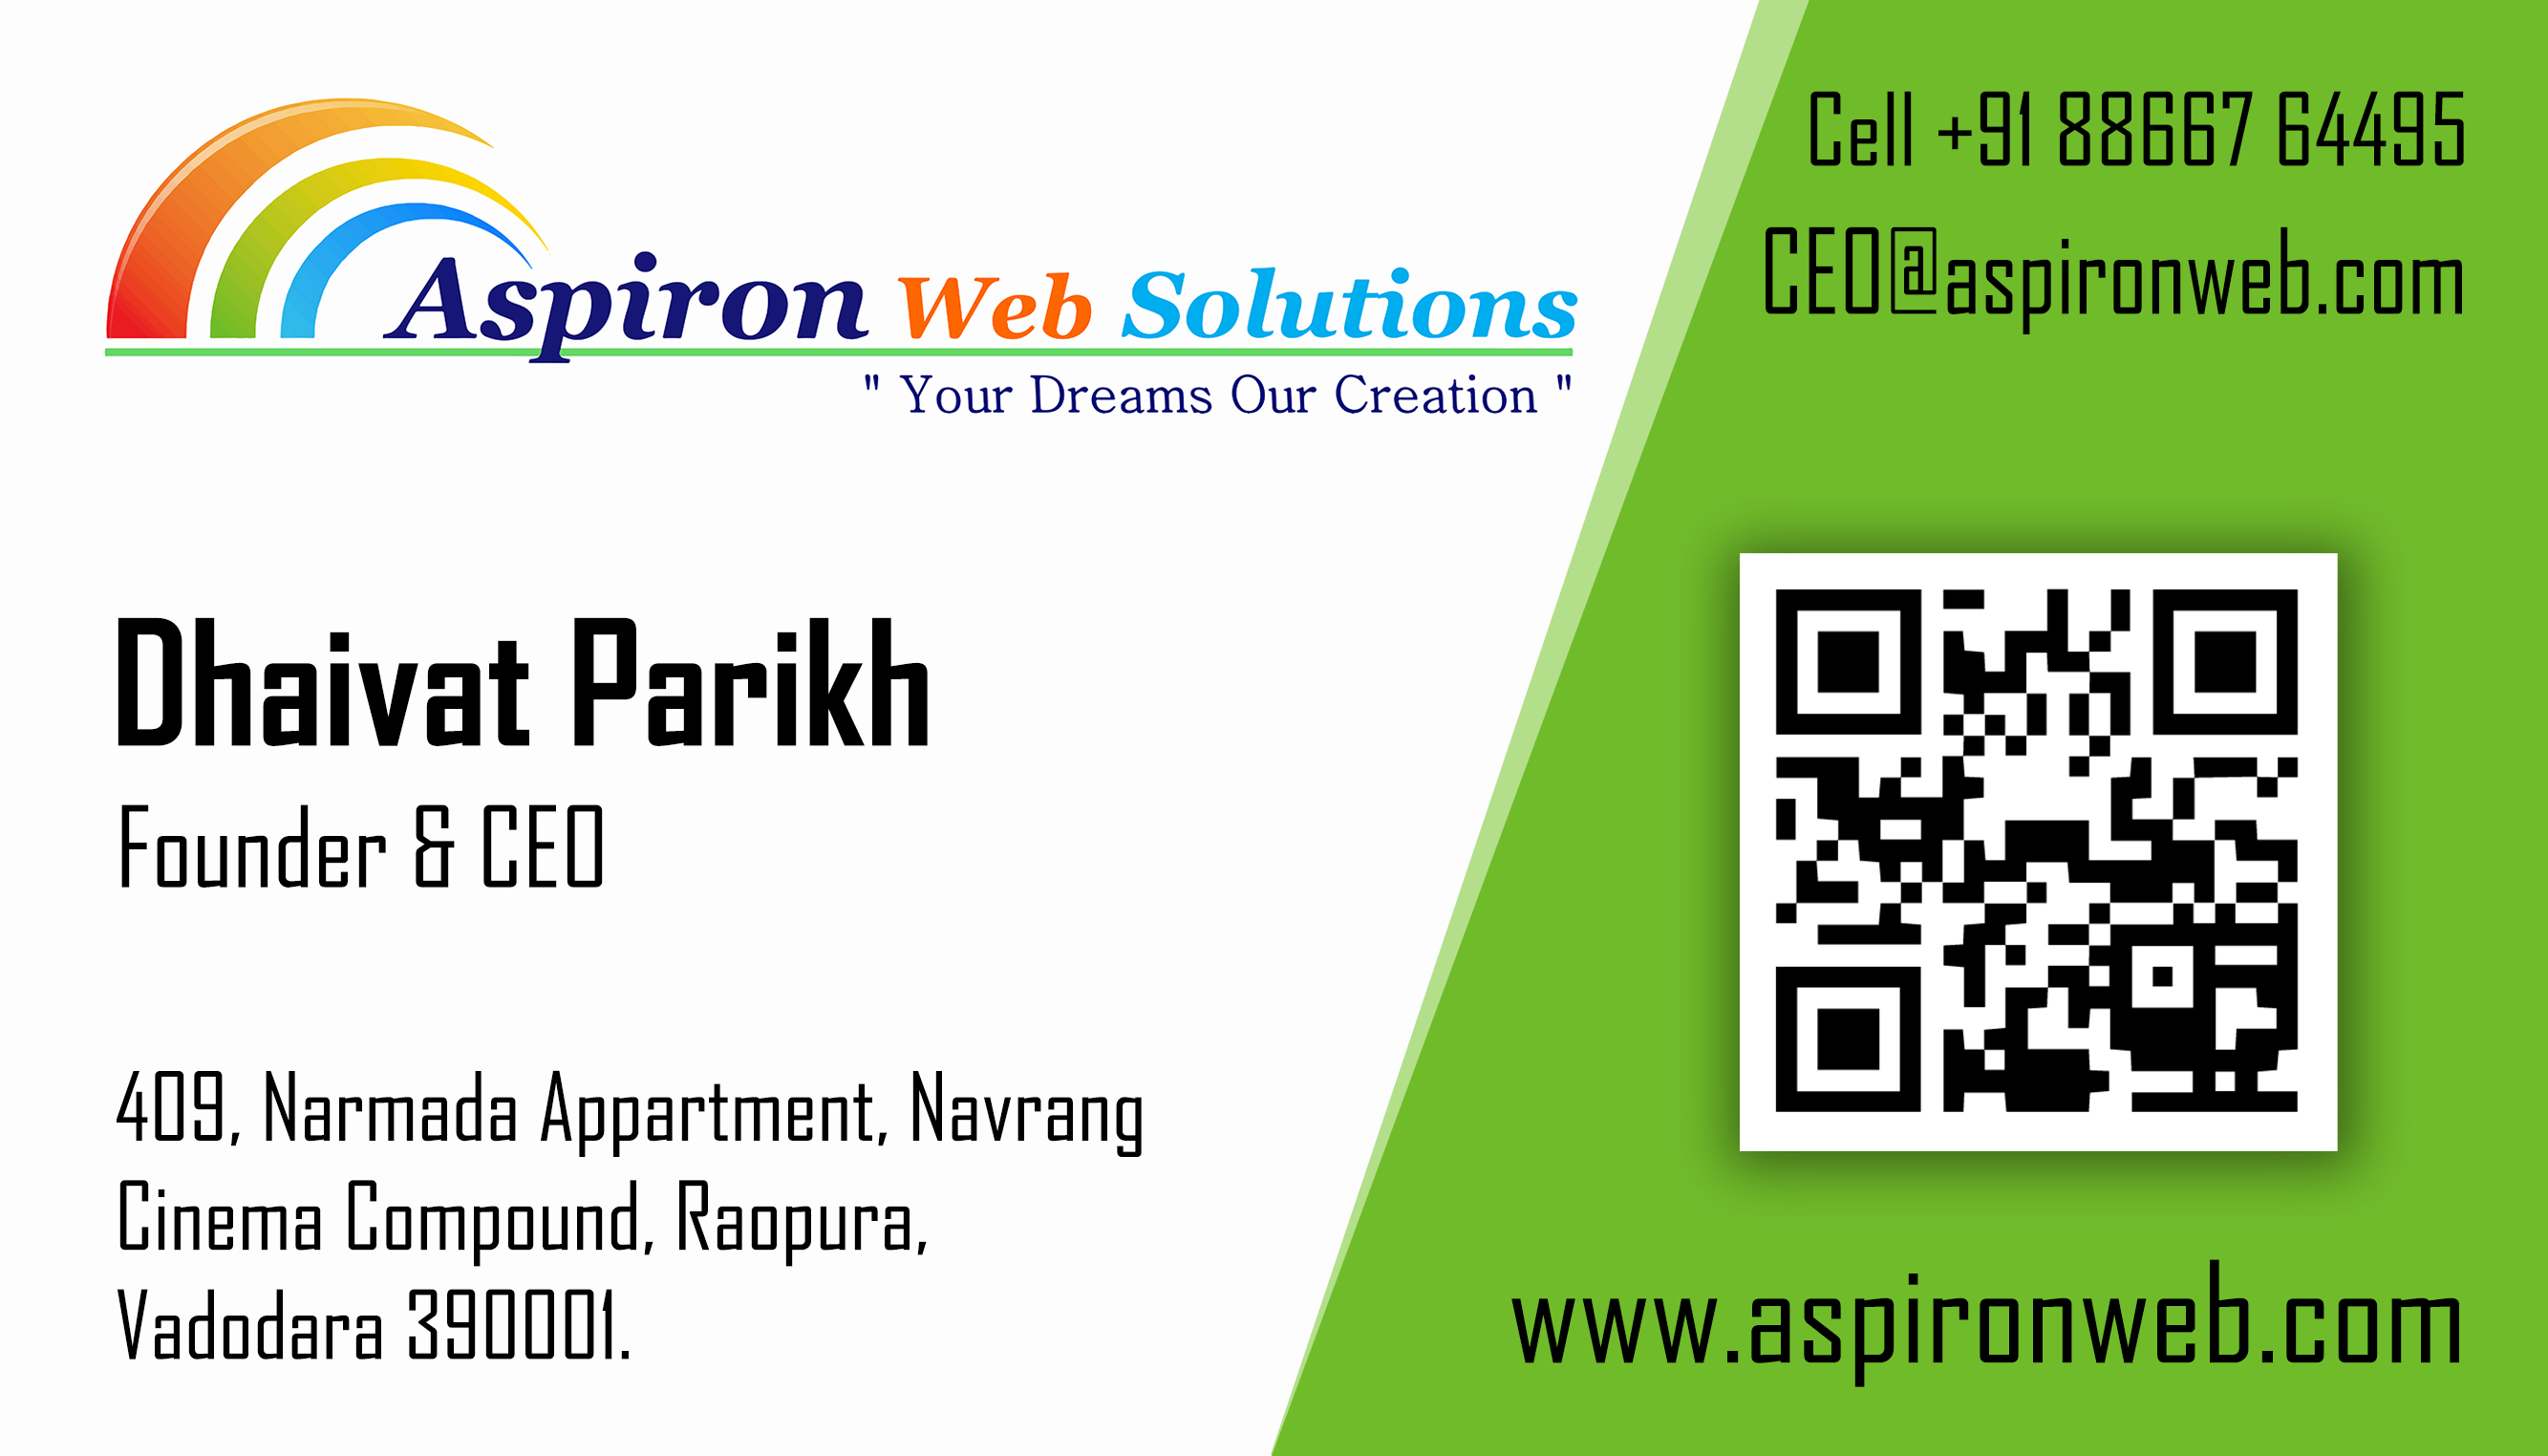 Aspiron Web Solutions
" Your Dreams Our Creation "
Cell +91 88667 64495
CEO@aspironweb.com
Dhaivat Parikh
Founder & CEO
409, Narmada Appartment, Navrang
Cinema Compound, Raopura,
Vadodara 390001.
www.aspironweb.com